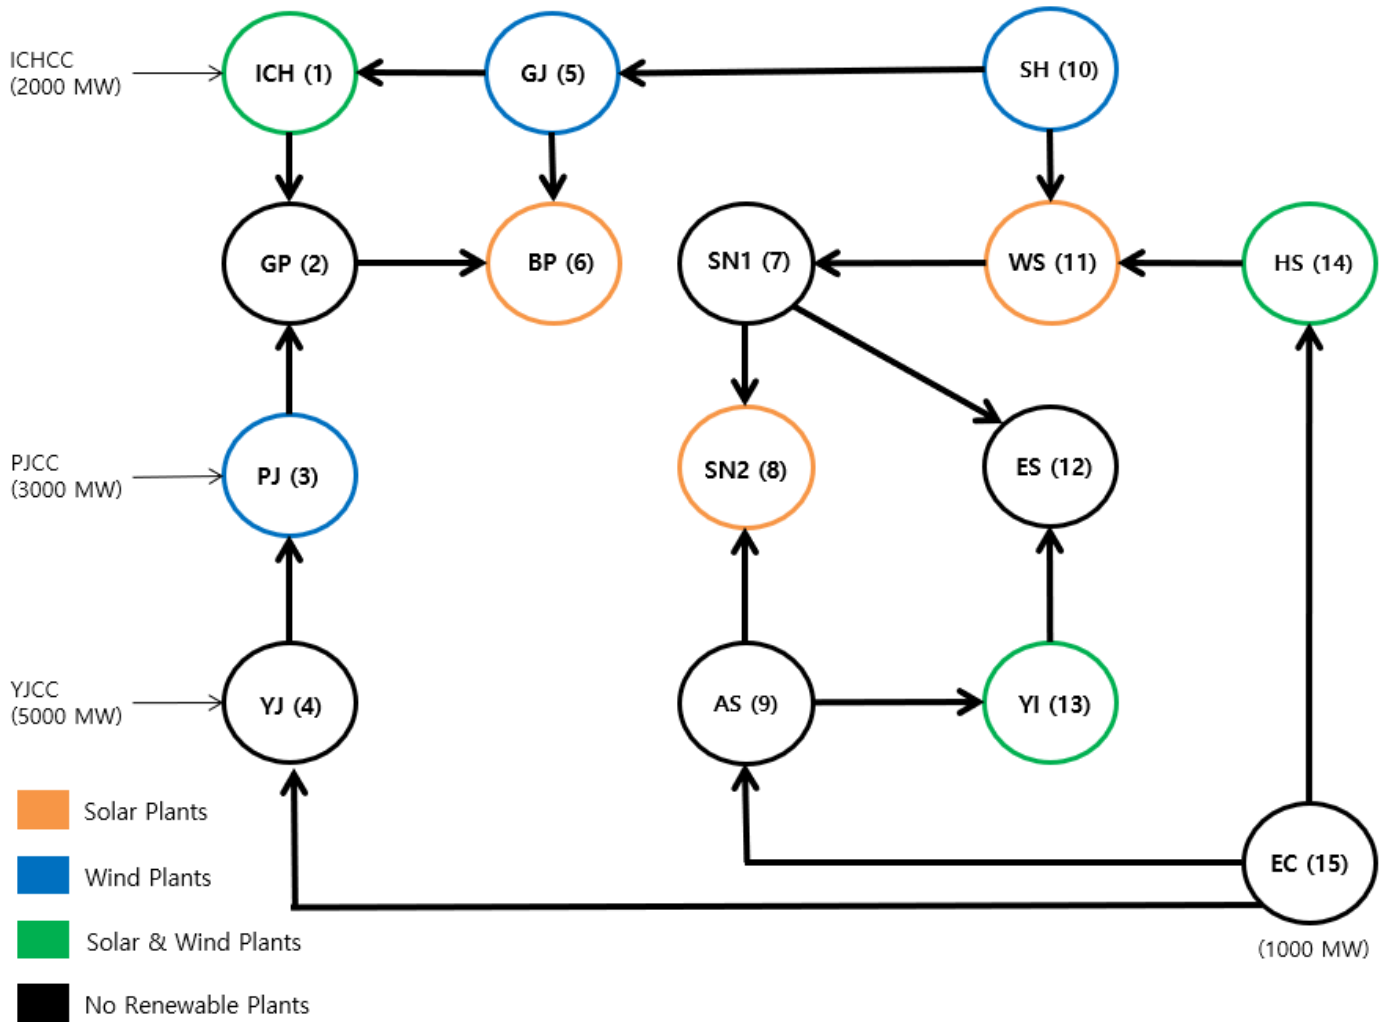 ICHCC
(2000 MW)
ICH (1)
GJ (5)
SH (10)
GP (2)
BP (6)
SN1 (7)
WS (11)
HS (14)
PJCC
(3000 MW)
PJ (3)
SN2 (8)
ES (12)
YJCC
(5000 MW)
YJ (4)
AS (9)
YI (13)
EC (15)
(1000 MW)
Solar Plants
Wind Plants
Solar & Wind Plants
No Renewable Plants